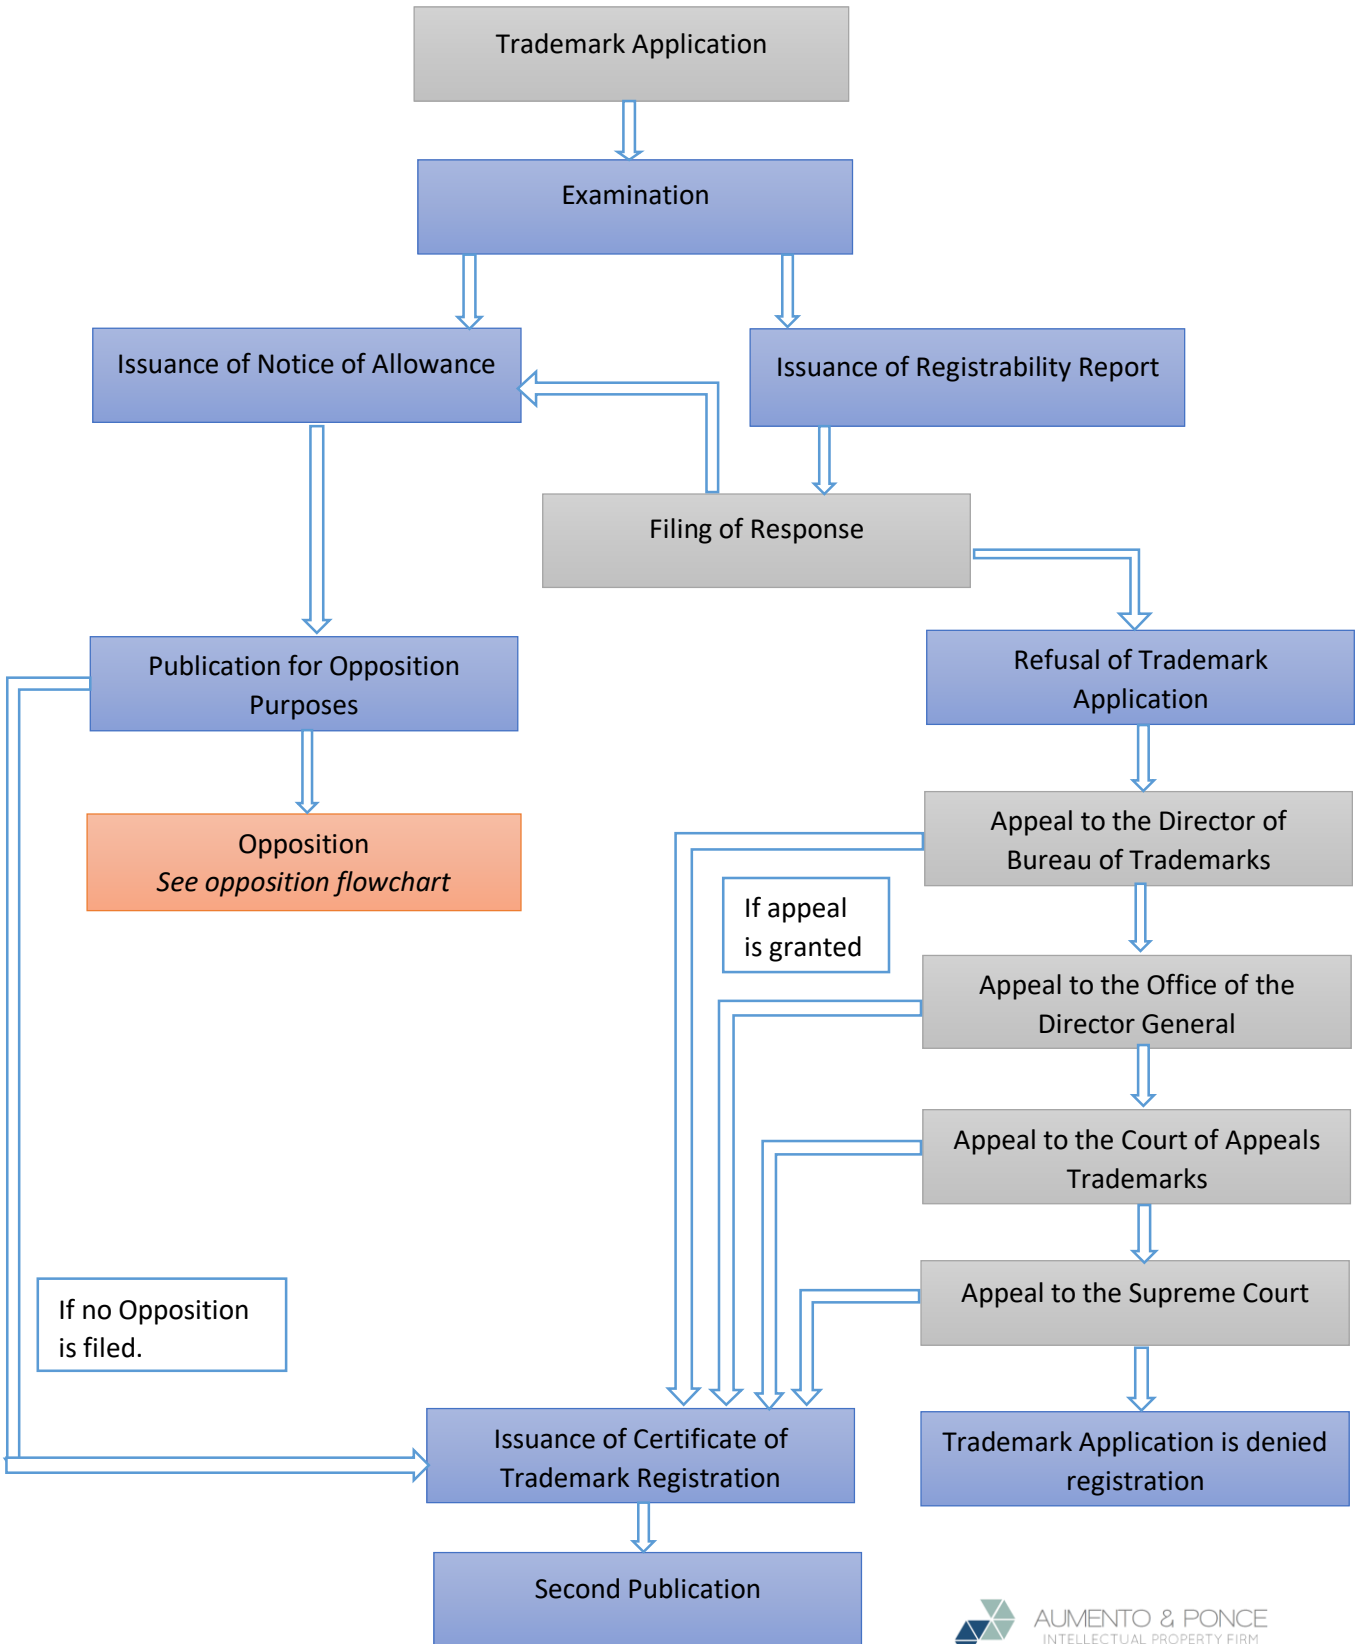 Trademark Application
Examination
Issuance of Notice of Allowance
Issuance of Registrability Report
Filing of Response
Publication for Opposition
Purposes
Refusal of Trademark
Application
Opposition
See opposition flowchart
Appeal to the Director of
Bureau of Trademarks
If appeal
is granted
Appeal to the Office of the
Director General
Appeal to the Court of Appeals
Trademarks
Appeal to the Supreme Court
If no Opposition
is filed.
Issuance of Certificate of
Trademark Registration
Trademark Application is denied
registration
Second Publication
AUMENTO & PONCE
INTELLECTUAL PROPERTY FIRM